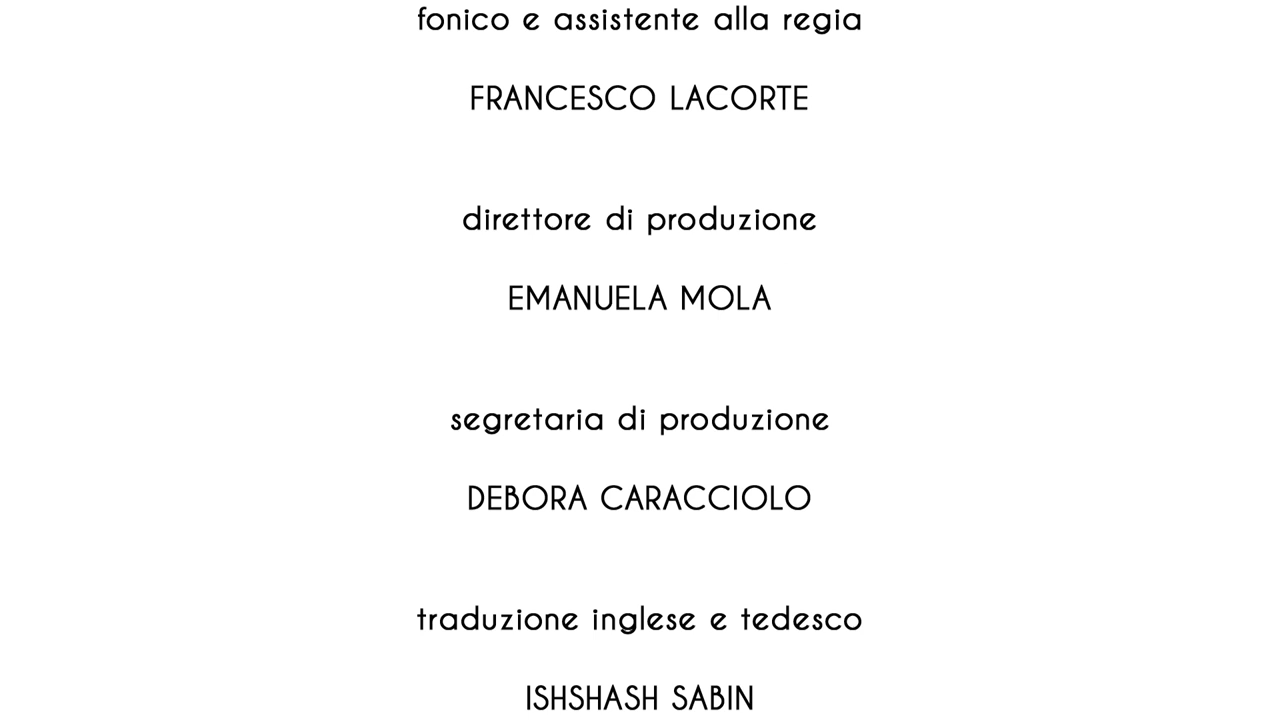 fonico e assistente alla regia
FRANCESCO LACORTE
direttore di produzione
EMANUELA MOLA
segretaria di produzione
DEBORA CARACCIOLO
traduzione inglese e tedesco
ISHSHASH SABIN